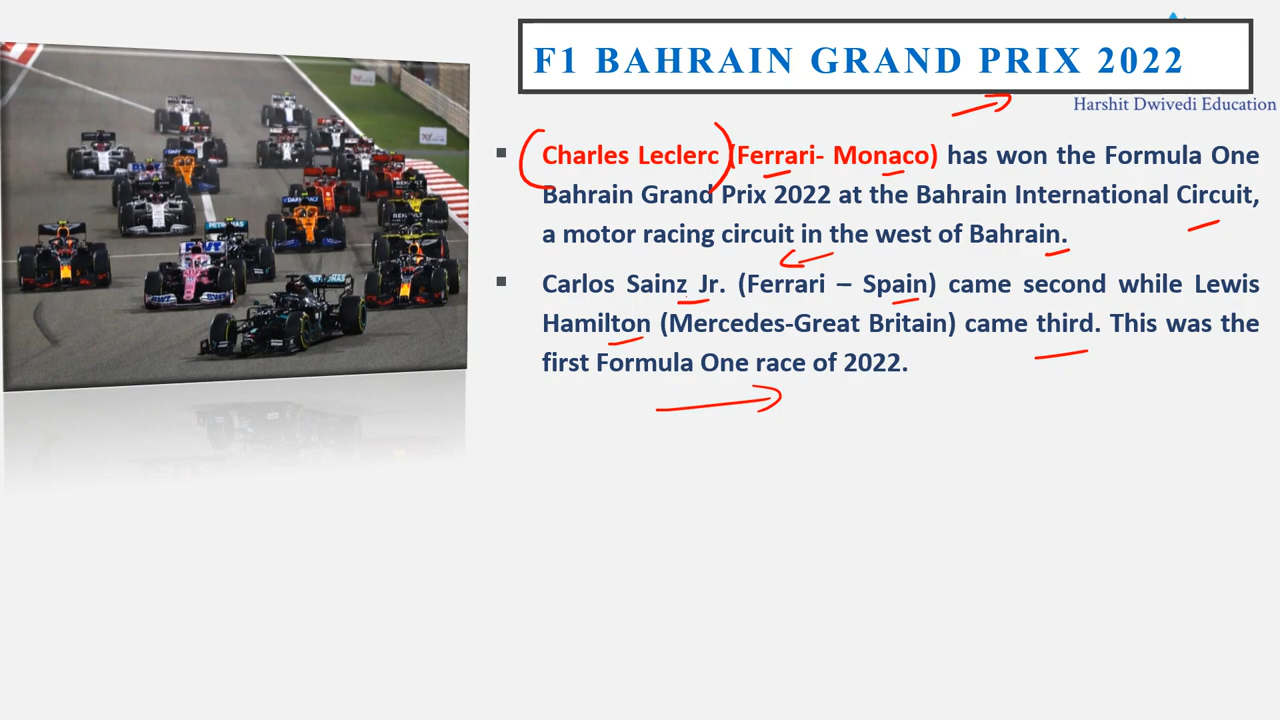 F1 BAHRAIN GRAND PRIX 2022
Harshit Dwivedi Education
Charles Leclerc (Ferrari- Monaco) has won the Formula One
Bahrain Grand Prix 2022 at the Bahrain International Circuit,
a motor racing circuit in the west of Bahrain.
Carlos Sainz Jr. (Ferrari – Spain) came second while Lewis
Hamilton (Mercedes-Great Britain) came third. This was the
first Formula One race of 2022.
PETRONAS
PETRONAS
RENAULT